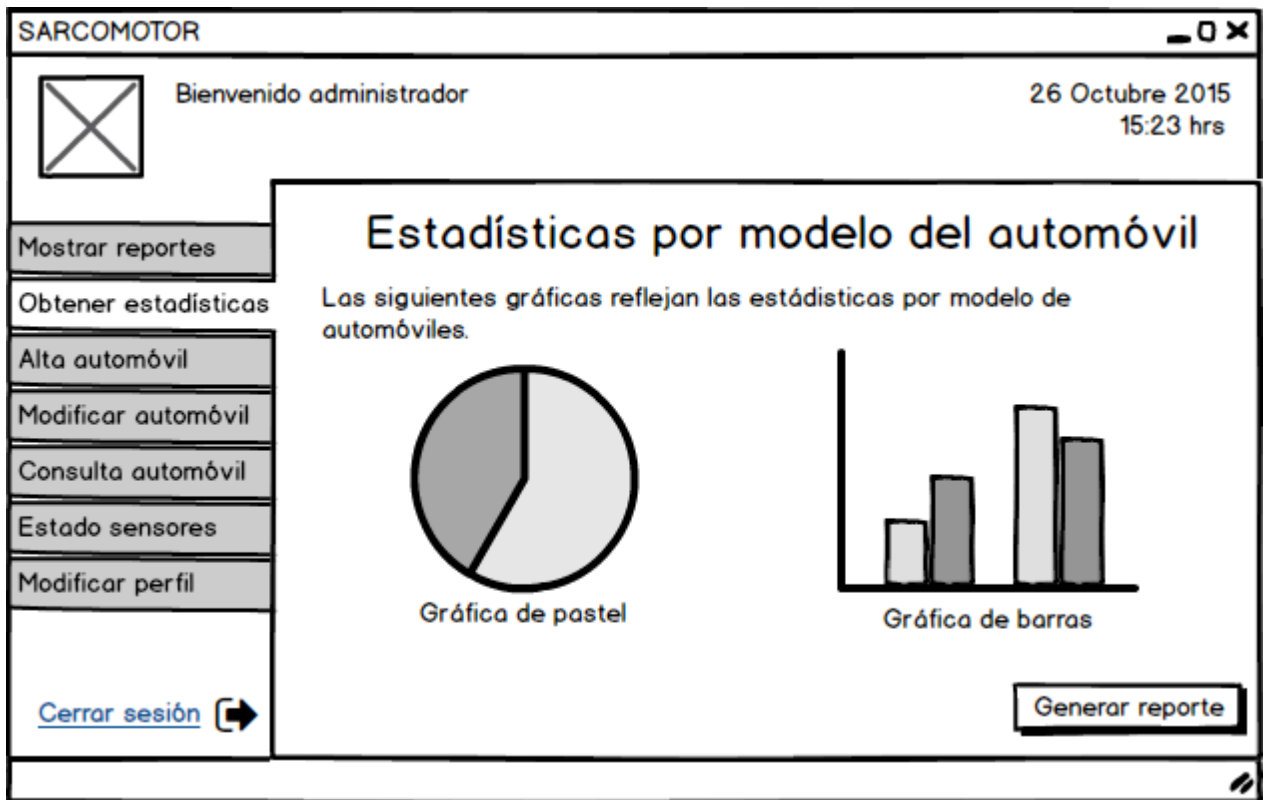 SARCOMOTOR
Bienvenido administrador
26 Octubre 2015
15:23 hrs
Mostrar reportes
Obtener estadísticas
Alta automóvil
Modificar automóvil
Consulta automóvil
Estado sensores
Modificar perfil
Cerrar sesión
Estadísticas por modelo del automóvil
Las siguientes gráficas reflejan las estádisticas por modelo de
automóviles.
Gráfica de pastel
Gráfica de barras
Generar reporte